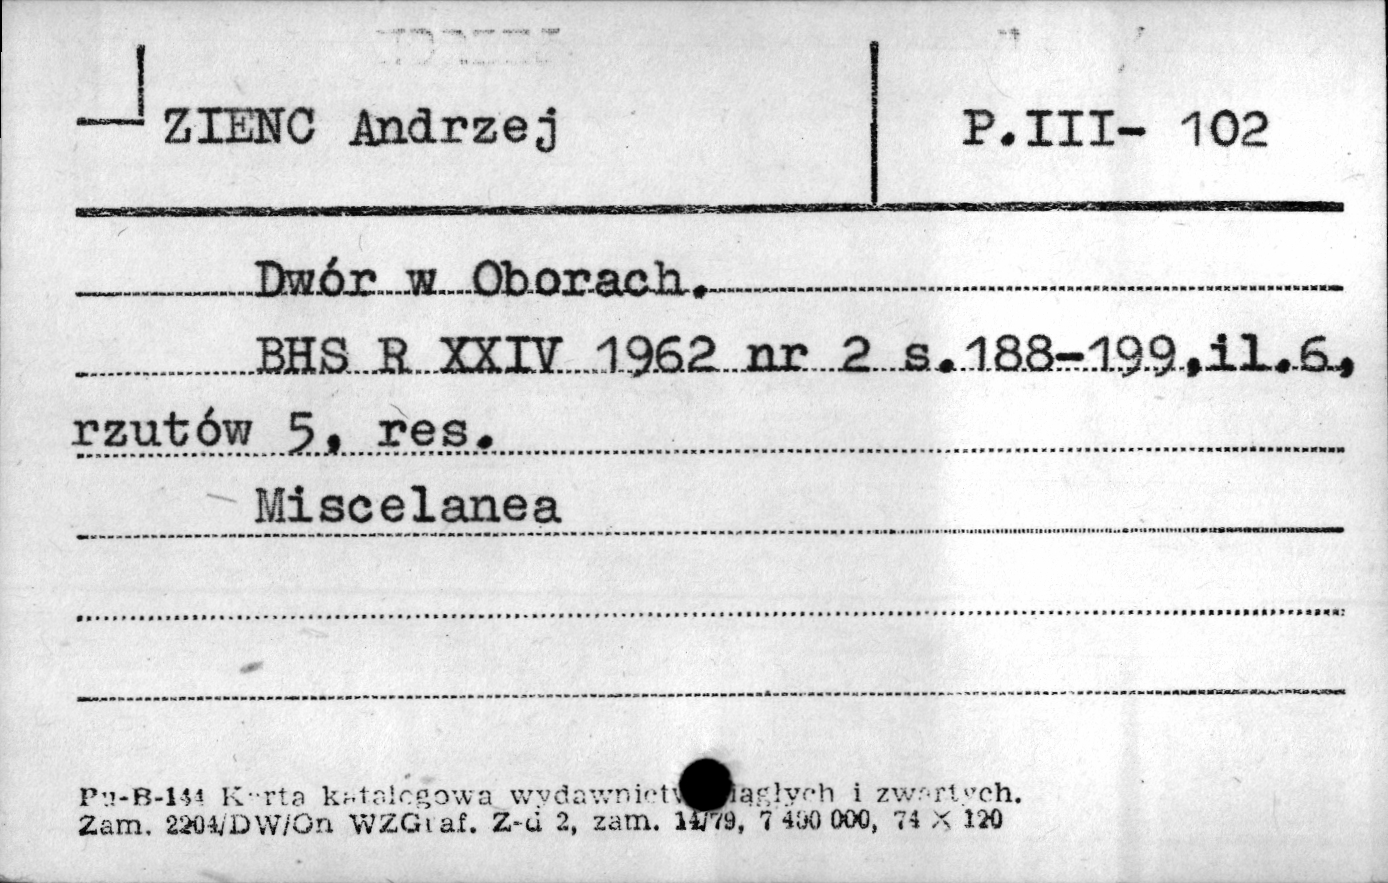 ZIENC Andrzej
P.III- 102
Dwór w Oborach.
BHS R XXIV 1962 nr 2 s.188-199,il.6,
rzutów 5, res.
Miscelanea
Pu-B-144 Karta katalogowa wydawnictw ciągłych i zwartych.
Zam. 2204/DW/On WZGraf. Z-d 2, zam. 14/79, 7 400 000, 74 X 120